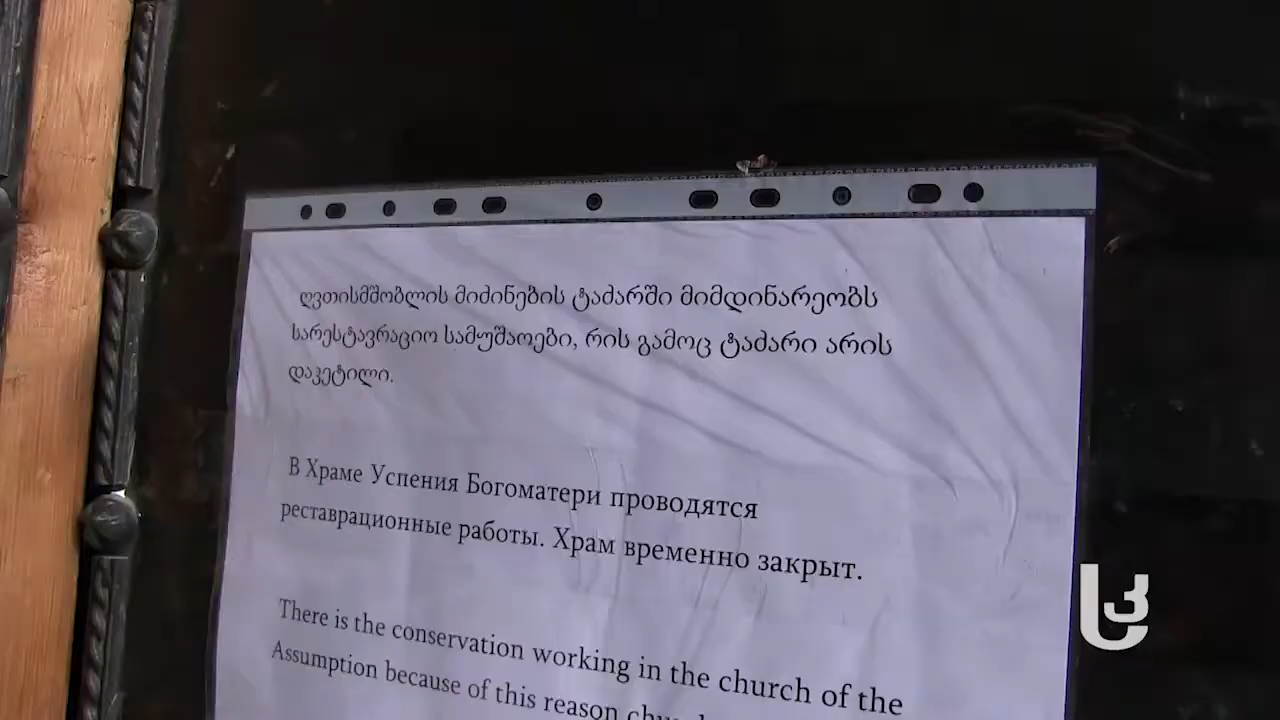 ღვთისმშობლის მიძინების ტაძარში მიმდინარეობს
სარესტავრაციო სამუშაოები, რის გამოც ტაძარი არის
დაკეტილი.
В Храме Успения Богоматери проводятся
реставрационные работы. Храм временно закрыт.
There is the conservation working in the church of the
Assumption because of this reason